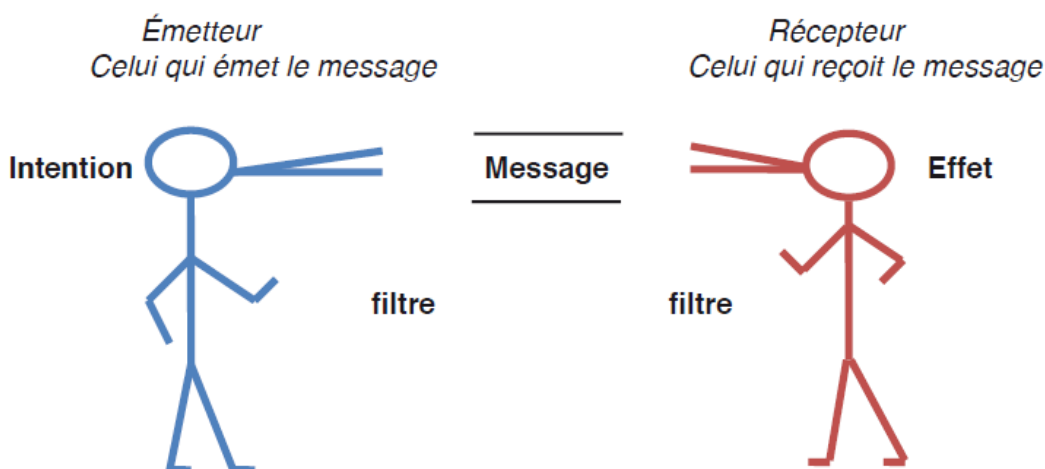 Émetteur
Celui qui émet le message
Récepteur
Celui qui reçoit le message
Intention
Message
Effet
filtre
filtre